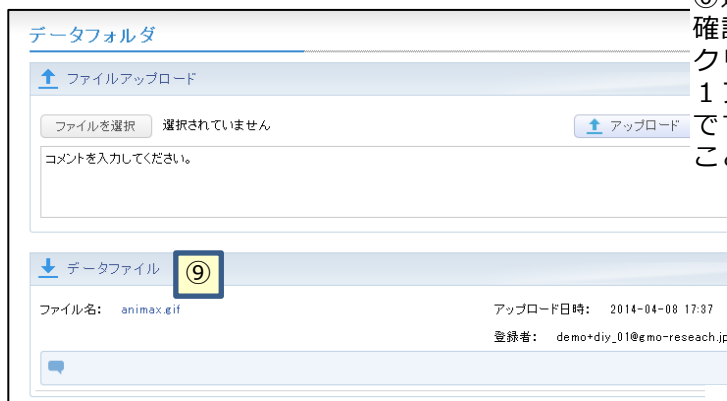 データフォルダ
ファイルアップロード
ファイルを選択 選択されていません
アップロード
コメントを入力してください。
データファイル
⑨
ファイル名: animax.gif
アップロード日時: 2014-04-08 17:37
登録者: demo+diy_01@gmo-reseach.jp
確
ク
1
で
こ